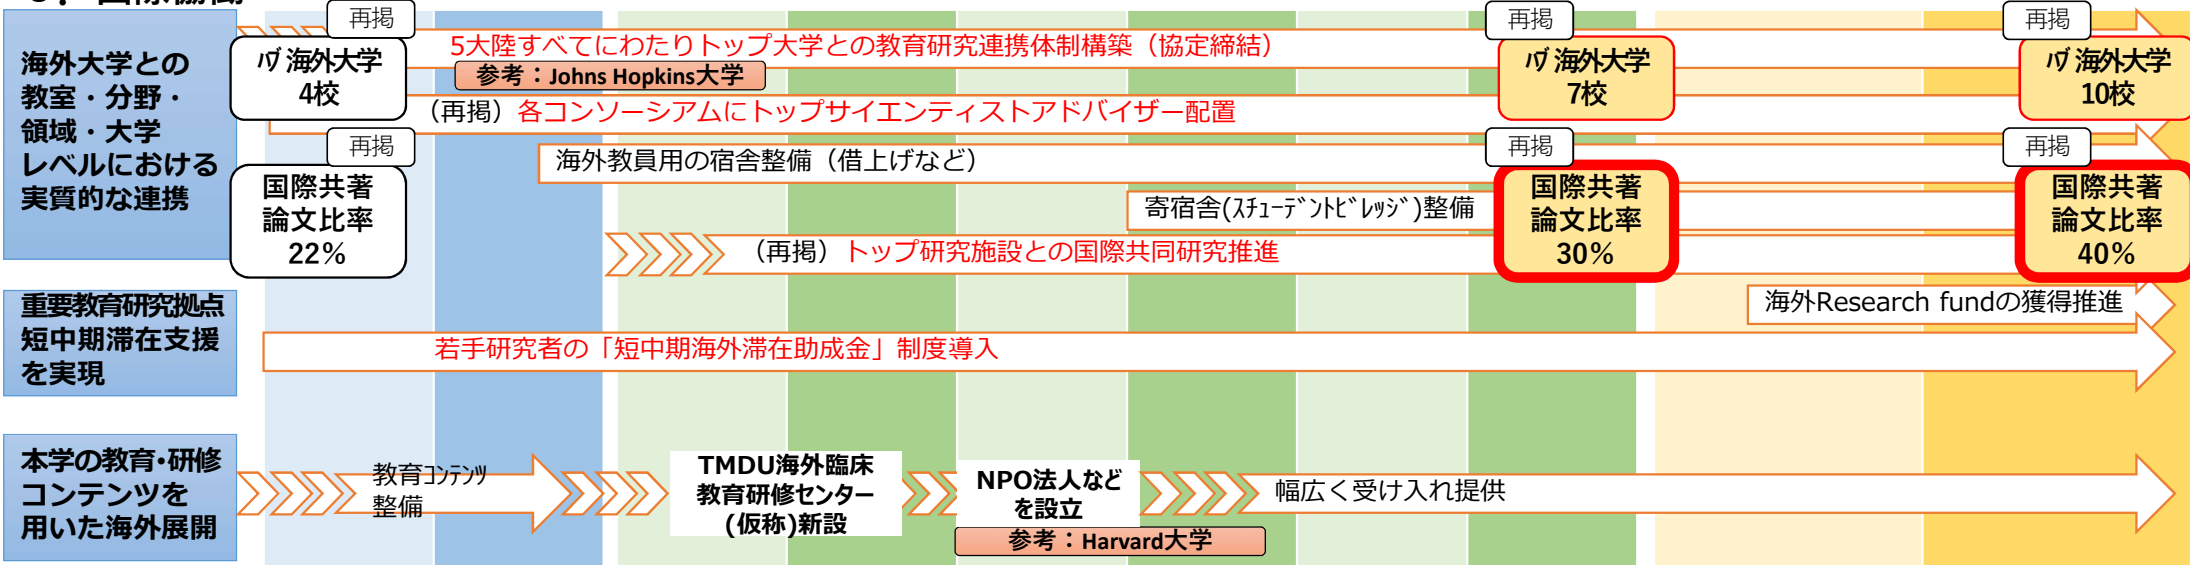 海外大学との
教室・分野・
領域・大学
レベルにおける
実質的な連携
再掲
ハブ海外大学
4校
5大陸すべてにわたりトップ大学との教育研究連携体制構築（協定締結）
参考：Johns Hopkins大学
再掲
ハブ海外大学
7校
再掲
ハブ海外大学
10校
（再掲）各コンソーシアムにトップサイエンティストアドバイザー配置
再掲
国際共著
論文比率
22%
海外教員用の宿舎整備（借上げなど）
寄宿舎(ｽﾁｭｰﾃﾞﾝﾄﾋﾞﾚｯｼﾞ)整備
（再掲）トップ研究施設との国際共同研究推進
再掲
国際共著
論文比率
30%
再掲
国際共著
論文比率
40%
重要教育研究拠点
短中期滞在支援
を実現
海外Research fundの獲得推進
若手研究者の「短中期海外滞在助成金」制度導入
本学の教育・研修
コンテンツを
用いた海外展開
教育ｺﾝﾃﾝﾂ
整備
TMDU海外臨床
教育研修センター
(仮称)新設
NPO法人など
を設立
参考：Harvard大学
幅広く受け入れ提供